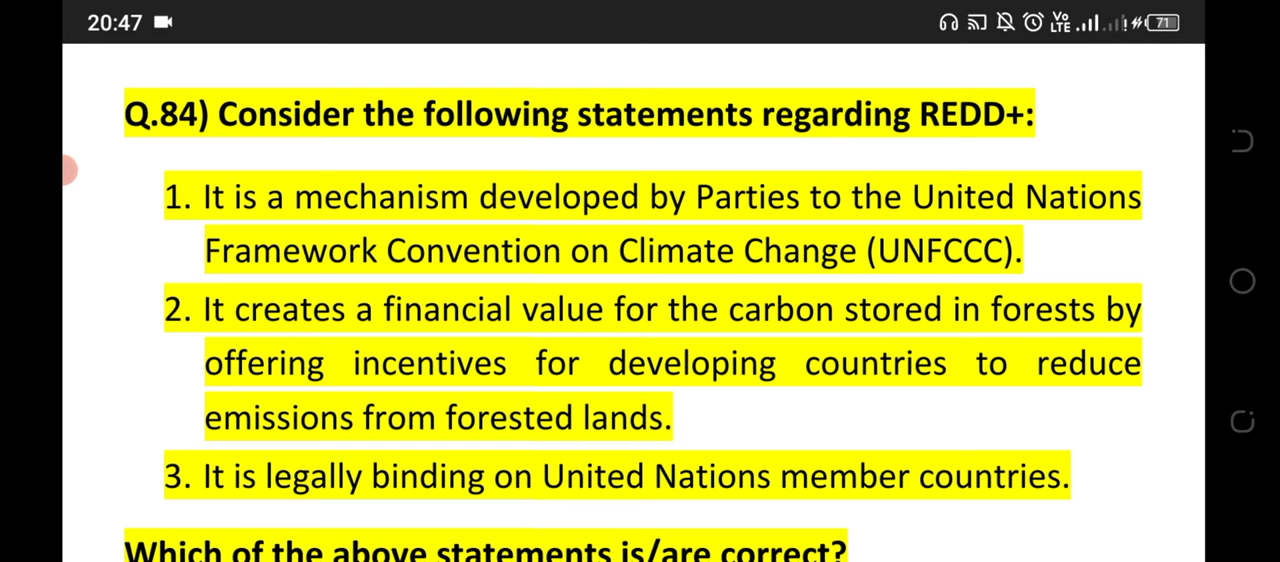 20:47
Vo
LTE
71
Q.84) Consider the following statements regarding REDD+:
1. It is a mechanism developed by Parties to the United Nations
Framework Convention on Climate Change (UNFCCC).
2. It creates a financial value for the carbon stored in forests by
offering incentives for developing countries to reduce
emissions from forested lands.
3. It is legally binding on United Nations member countries.
Which of the above statements is/are correct?